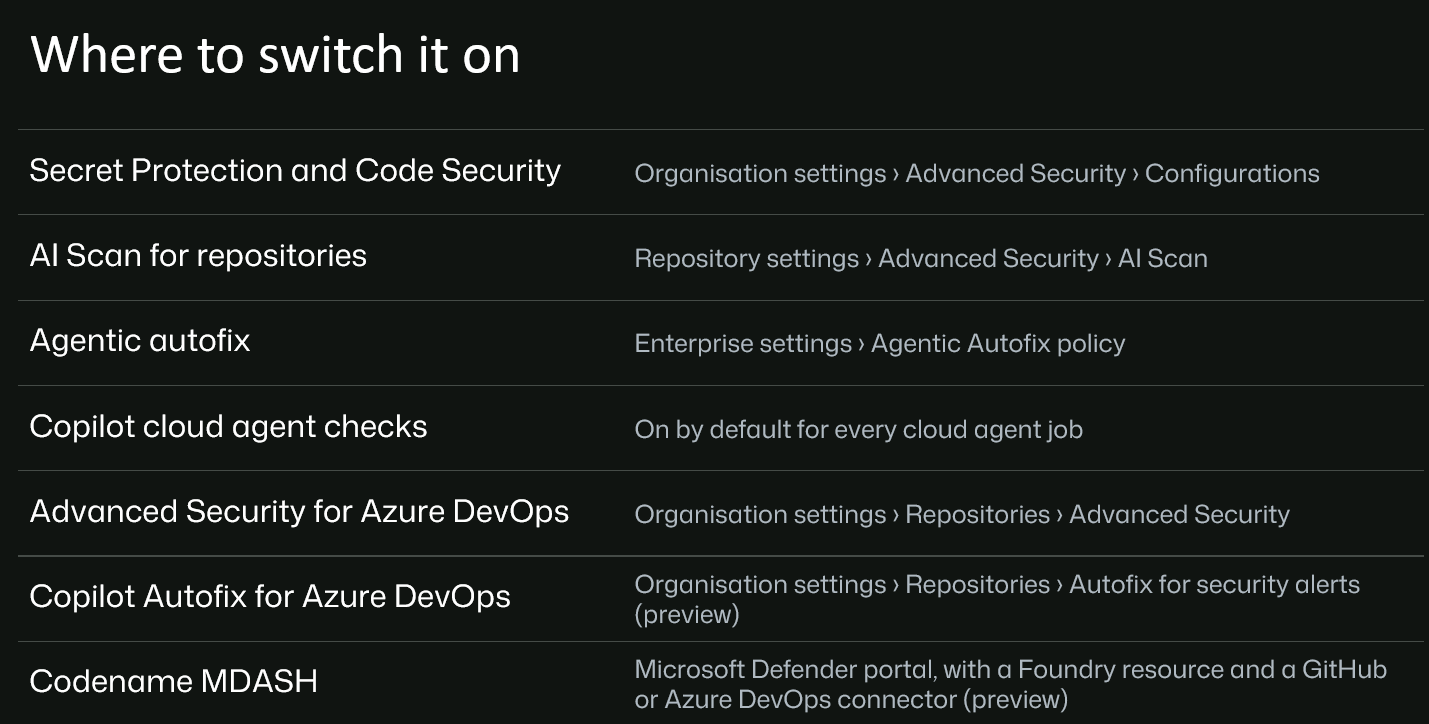 Where to switch it on
Secret Protection and Code Security
Organisation settings › Advanced Security › Configurations
AI Scan for repositories
Repository settings › Advanced Security › AI Scan
Agentic autofix
Enterprise settings › Agentic Autofix policy
Copilot cloud agent checks
On by default for every cloud agent job
Advanced Security for Azure DevOps
Organisation settings › Repositories › Advanced Security
Copilot Autofix for Azure DevOps
Organisation settings › Repositories › Autofix for security alerts
(preview)
Codename MDASH
Microsoft Defender portal, with a Foundry resource and a GitHub
or Azure DevOps connector (preview)